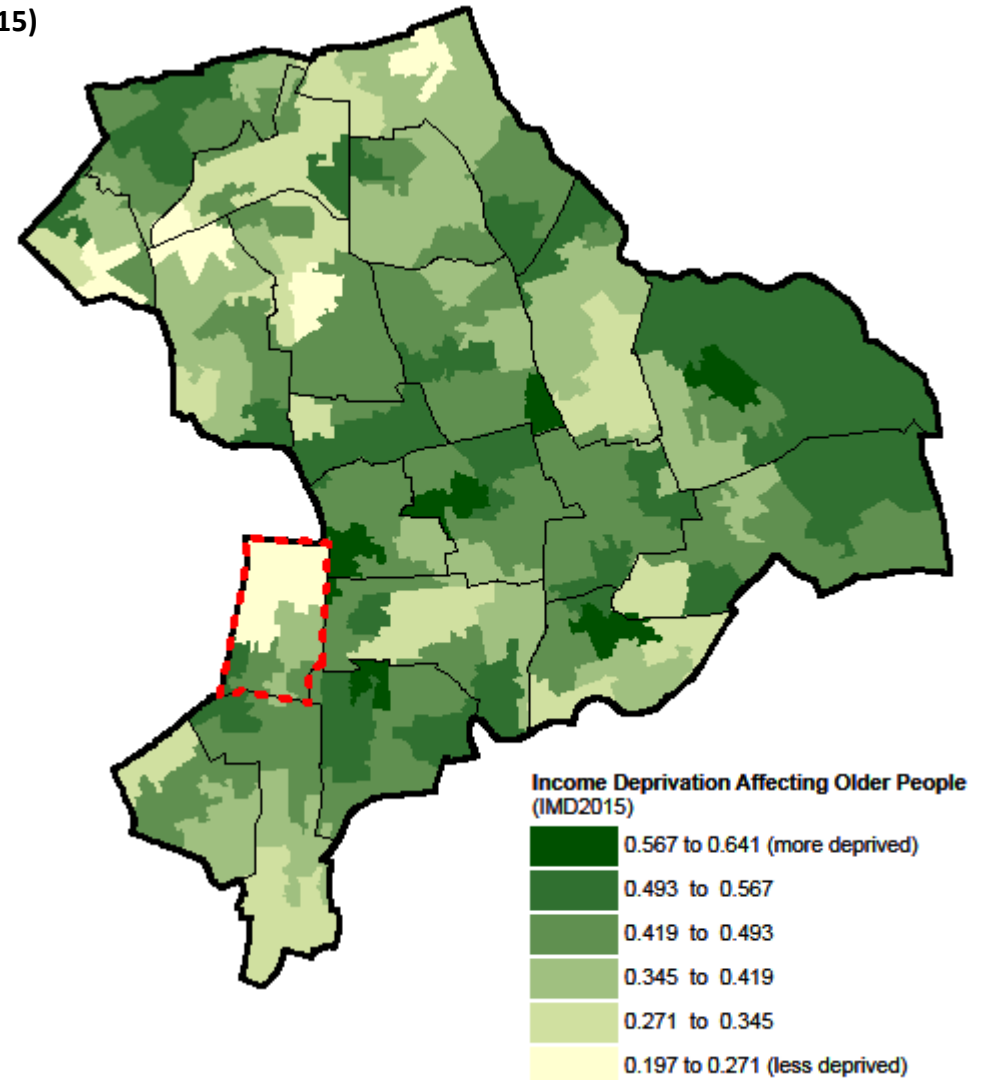 15)
Income Deprivation Affecting Older People
(IMD2015)
0.567 to 0.641 (more deprived)
0.493 to 0.567
0.419 to 0.493
0.345 to 0.419
0.271 to 0.345
0.197 to 0.271 (less deprived)